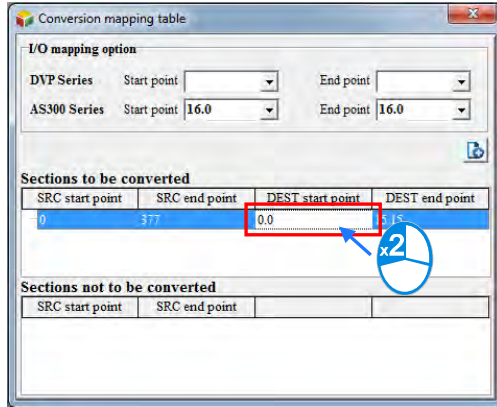 Conversion mapping table
I/O mapping option
DVP Series Start point End point
AS300 Series Start point 16.0 End point 16.0
Sections to be converted
SRC start point SRC end point DEST start point DEST end point
0 377 0.0 15.15
x2
Sections not to be converted
SRC start point SRC end point